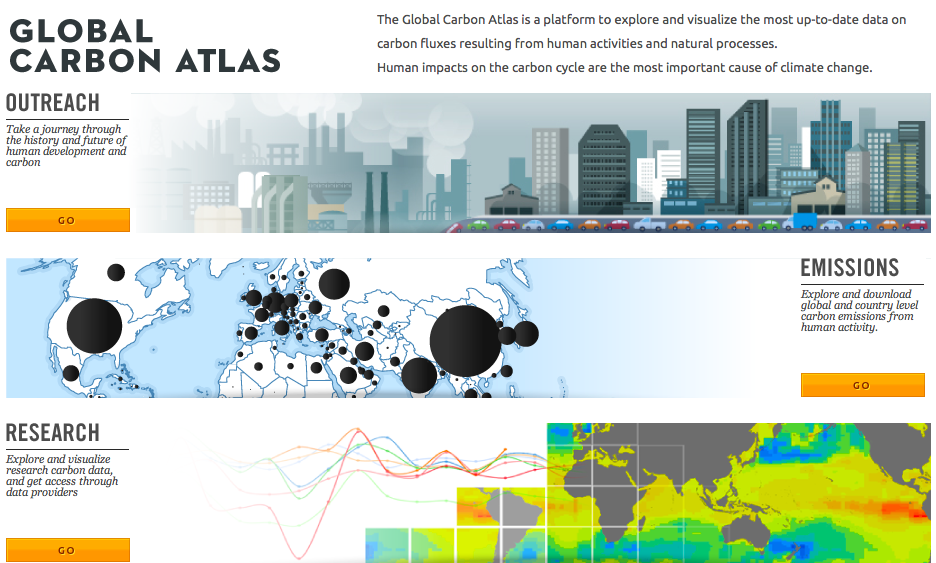 GLOBAL
CARBON ATLAS
The Global Carbon Atlas is a platform to explore and visualize the most up-to-date data on
carbon fluxes resulting from human activities and natural processes.
Human impacts on the carbon cycle are the most important cause of climate change.
OUTREACH
Take a journey through
the history and future of
human development and
carbon
GO
EMISSIONS
Explore and download
global and country level
carbon emissions from
human activity.
GO
RESEARCH
Explore and visualize
research carbon data,
and get access through
data providers
GO